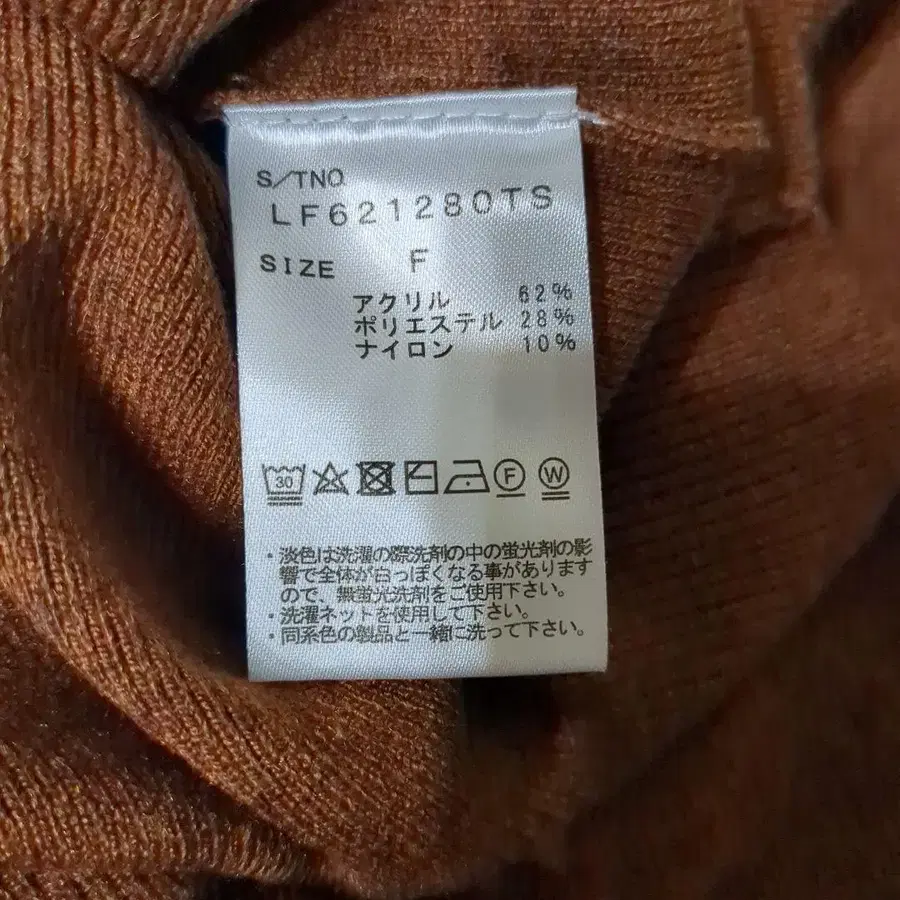 S/TNO
LF621280TS
SIZE F
アクリル 62%
ポリエステル 28%
ナイロン 10%
30
F
W
・淡色は洗濯の際洗剤の中の蛍光剤の影
響で全体が白っぽくなる事があります
ので、無蛍光洗剤をご使用下さい。
・洗濯ネットを使用して下さい。
・同系色の製品と一緒に洗って下さい。